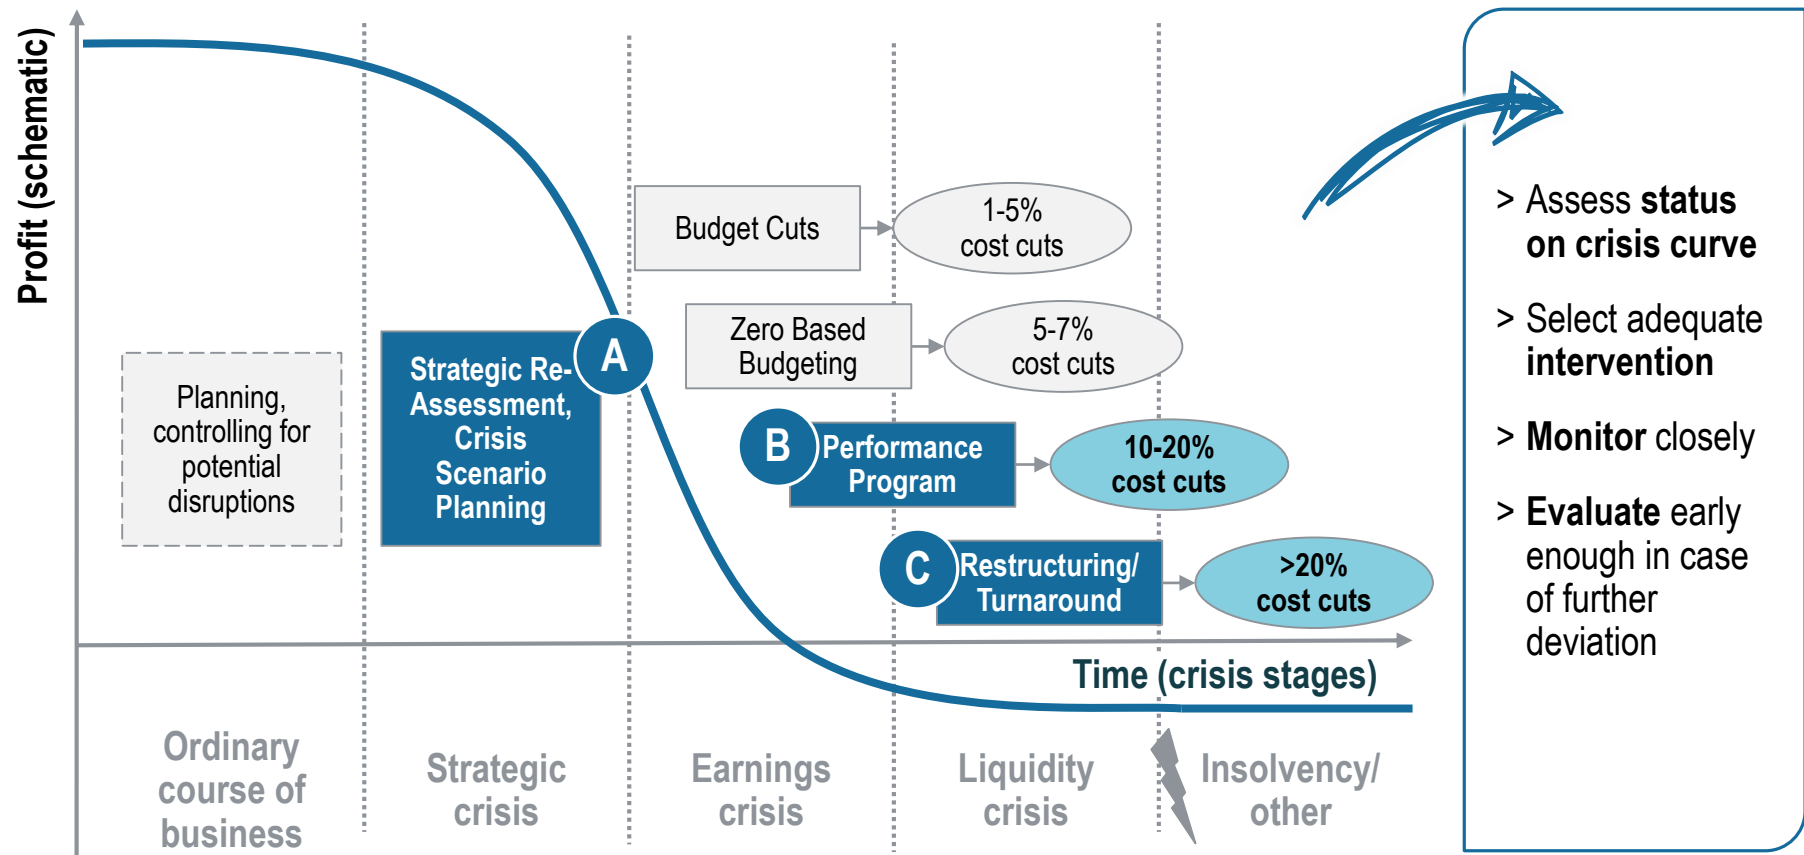 Profit (schematic)
Planning,
controlling for
potential
disruptions
Strategic Re-
Assessment,
Crisis
Scenario
Planning
A
Budget Cuts
1-5%
cost cuts
Zero Based
Budgeting
5-7%
cost cuts
B
Performance
Program
10-20%
cost cuts
C
Restructuring/
Turnaround
>20%
cost cuts
Time (crisis stages)
Ordinary
course of
business
Strategic
crisis
Earnings
crisis
Liquidity
crisis
Insolvency/
other
> Assess status
on crisis curve
> Select adequate
intervention
> Monitor closely
> Evaluate early
enough in case
of further
deviation